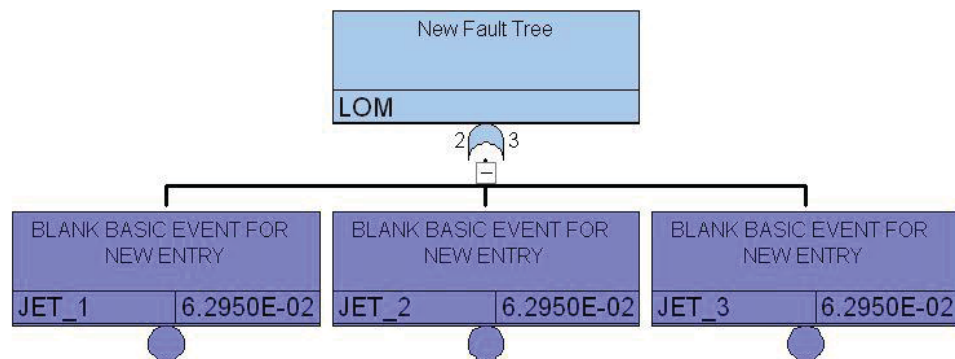 New Fault Tree
LOM
2 3
BLANK BASIC EVENT FOR
NEW ENTRY
JET_1 6.2950E-02
BLANK BASIC EVENT FOR
NEW ENTRY
JET_2 6.2950E-02
BLANK BASIC EVENT FOR
NEW ENTRY
JET_3 6.2950E-02